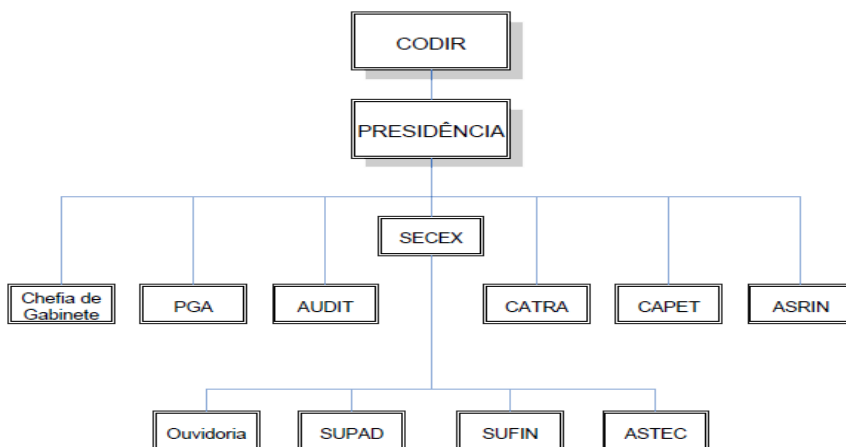 CODIR
PRESIDÊNCIA
SECEX
Chefia de
Gabinete
PGA
AUDIT
CATRA
CAPET
ASRIN
Ouvidoria
SUPAD
SUFIN
ASTEC